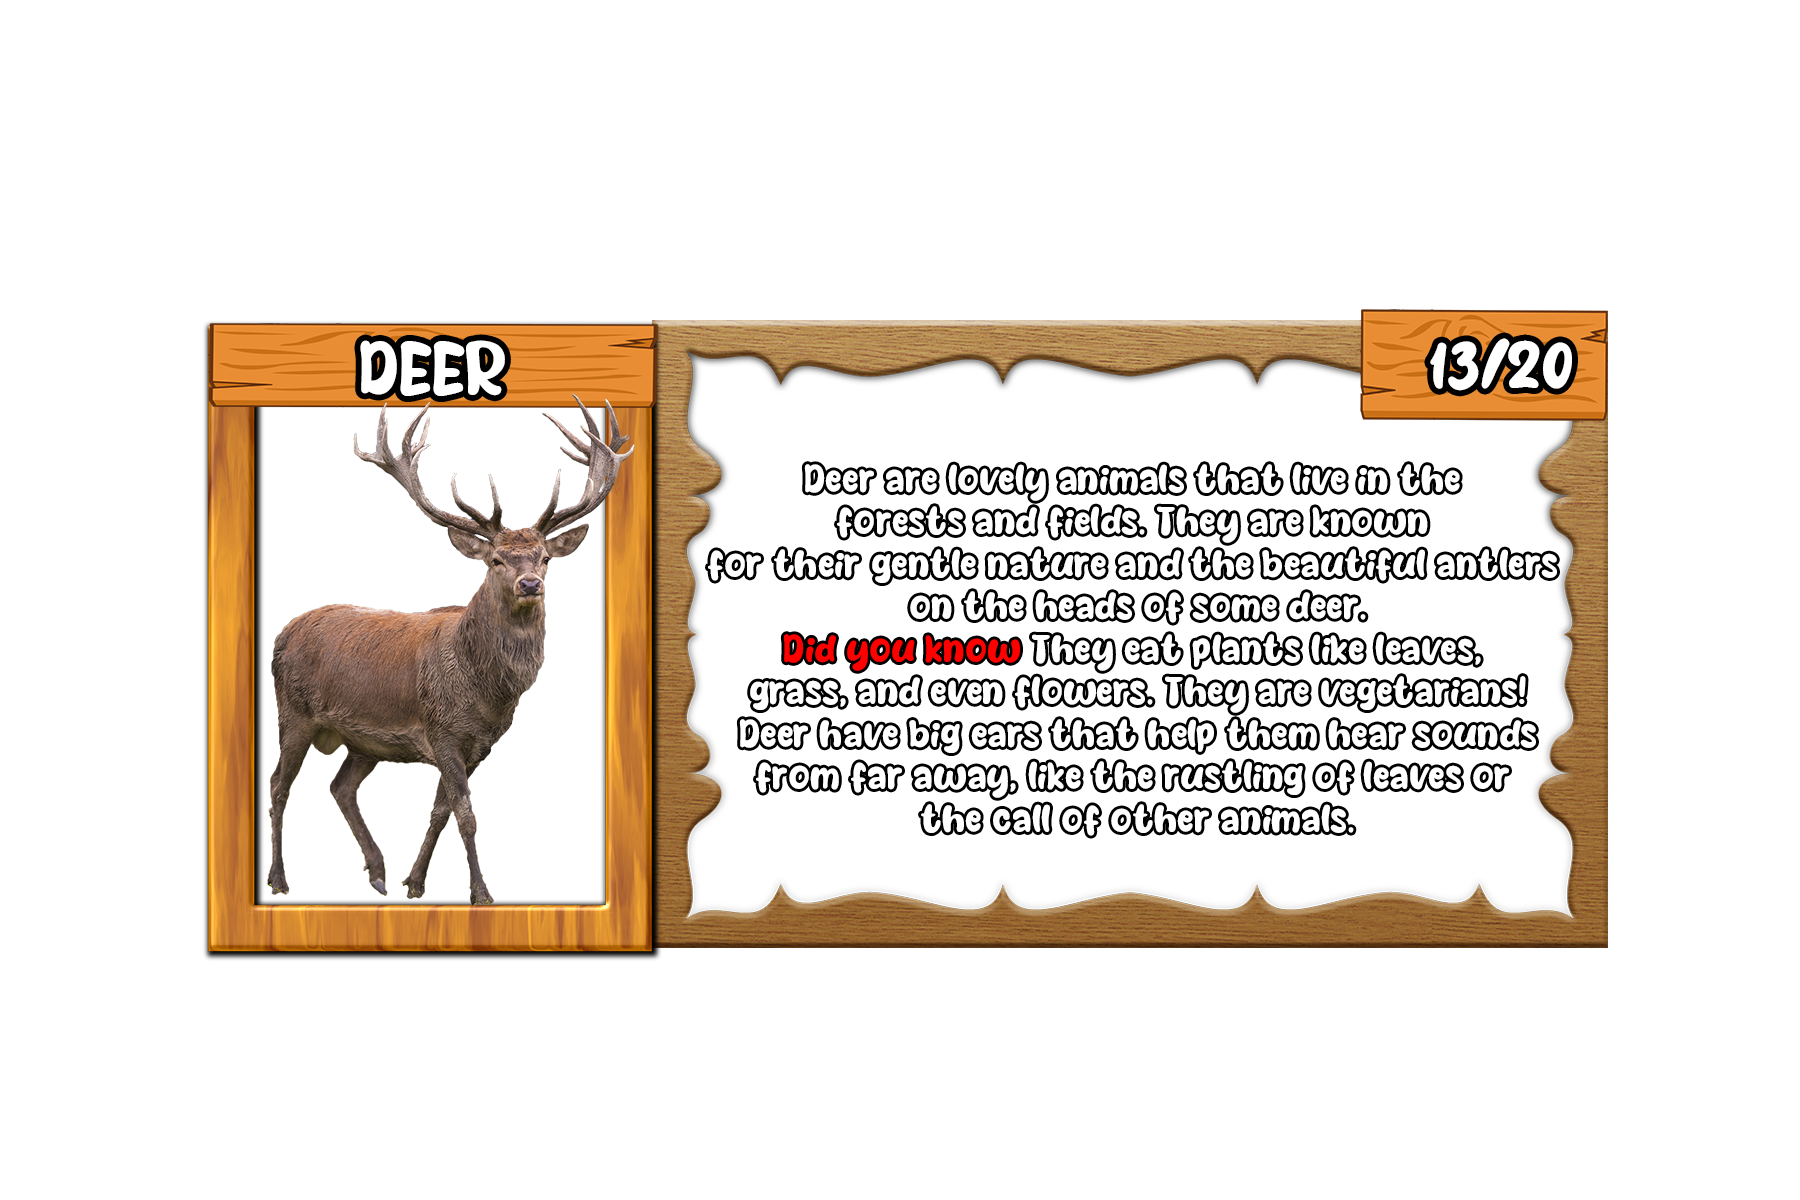 DEER
13/20
Deer are lovely animals that live in the
forests and fields. They are known
for their gentle nature and the beautiful antlers
on the heads of some deer.
Did you know They eat plants like leaves,
grass, and even flowers. They are vegetarians!
Deer have big ears that help them hear sounds
from far away, like the rustling of leaves or
the call of other animals.